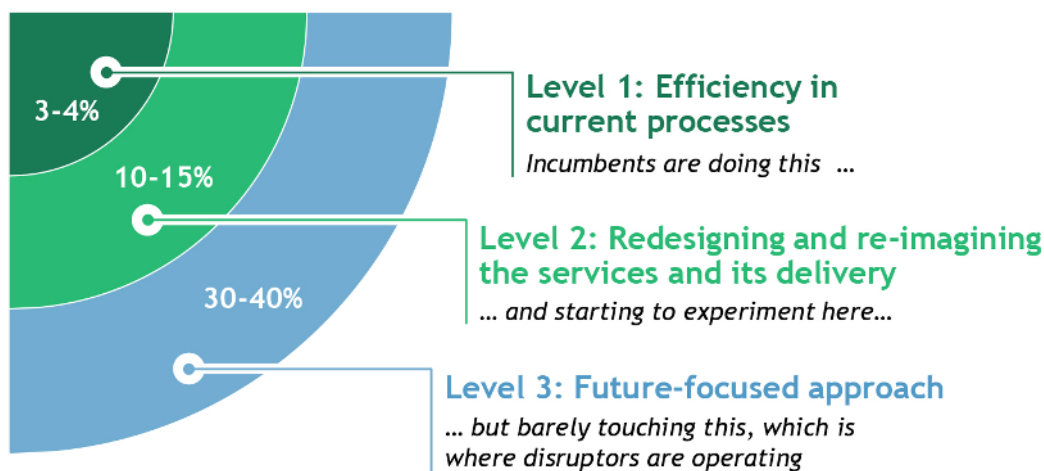 3-4%
Level 1: Efficiency in
current processes
Incumbents are doing this ...
10-15%
Level 2: Redesigning and re-imagining
the services and its delivery
... and starting to experiment here...
30-40%
Level 3: Future-focused approach
... but barely touching this, which is
where disruptors are operating